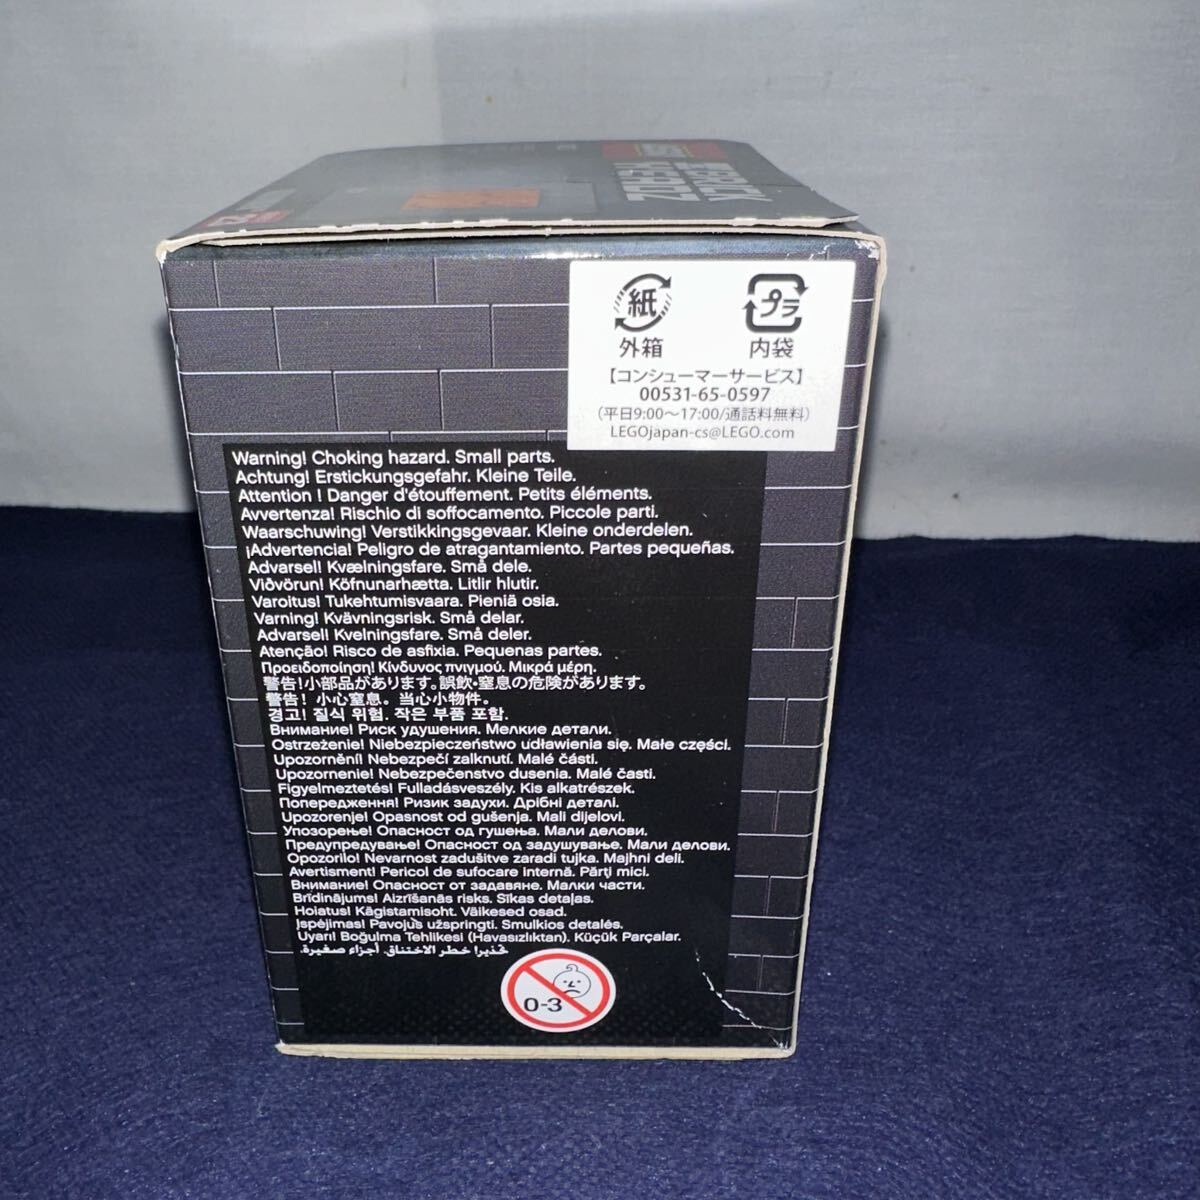 BRICK
HEADZ
紙
プラ
外箱
内袋
【コンシューマーサービス】
00531-65-0597
(平日9:00〜17:00/通話料無料)
LEGOjapan-cs@LEGO.com
Warning! Choking hazard. Small parts.
Achtung! Erstickungsgefahr. Kleine Teile.
Attention ! Danger d'étouffement. Petits éléments.
Avvertenza! Rischio di soffocamento. Piccole parti.
Waarschuwing! Verstikkingsgevaar. Kleine onderdelen.
¡Advertencia! Peligro de atragantamiento. Partes pequeñas.
Advarsel! Kvælningsfare. Små dele.
Viðvörun! Köfnunarhætta. Litlir hlutir.
Varoitus! Tukehtumisvaara. Pieniä osia.
Varning! Kvävningsrisk. Små delar.
Advarsel! Kvelningsfare. Små deler.
Atenção! Risco de asfixia. Pequenas partes.
Προειδοποίηση! Κίνδυνος πνιγμού. Μικρά μέρη.
警告!小部品があります。誤飲・窒息の危険があります。
警告！小心窒息。当心小物件。
경고! 질식 위험. 작은 부품 포함.
Внимание! Риск удушения. Мелкие детали.
Ostrzeżenie! Niebezpieczeństwo udławienia się. Małe części.
Upozornění! Nebezpečí zalknutí. Malé části.
Upozornenie! Nebezpečenstvo dusenia. Malé časti.
Figyelmeztetés! Fulladásveszély. Kis alkatrészek.
Попередження! Ризик задухи. Дрібні деталі.
Upozorenje! Opasnost od gušenja. Mali dijelovi.
Упозорење! Опасност од гушења. Мали делови.
Предупредување! Опасност од задушување. Мали делови.
Opozorilo! Nevarnost zadušitve zaradi tujka. Majhni deli.
Avertisment! Pericol de sufocare internă. Părţi mici.
Внимание! Опасност от задавяне. Малки части.
Brīdinājums! Aizrīšanās risks. Sīkas detaļas.
Hoiatus! Kägistamisoht. Väikesed osad.
Įspėjimas! Pavojus užspringti. Smulkios detalės.
Uyarı! Boğulma Tehlikesi (Havasızlıktan). Küçük Parçalar.
تحذير! خطر الاختناق. أجزاء صغيرة.
0-3